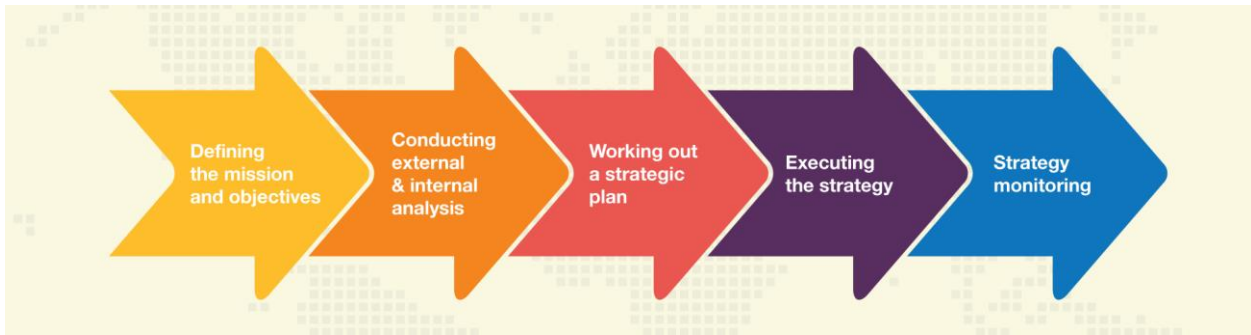 Defining
the mission
and objectives
Conducting
external
& internal
analysis
Working out
a strategic
plan
Executing
the strategy
Strategy
monitoring